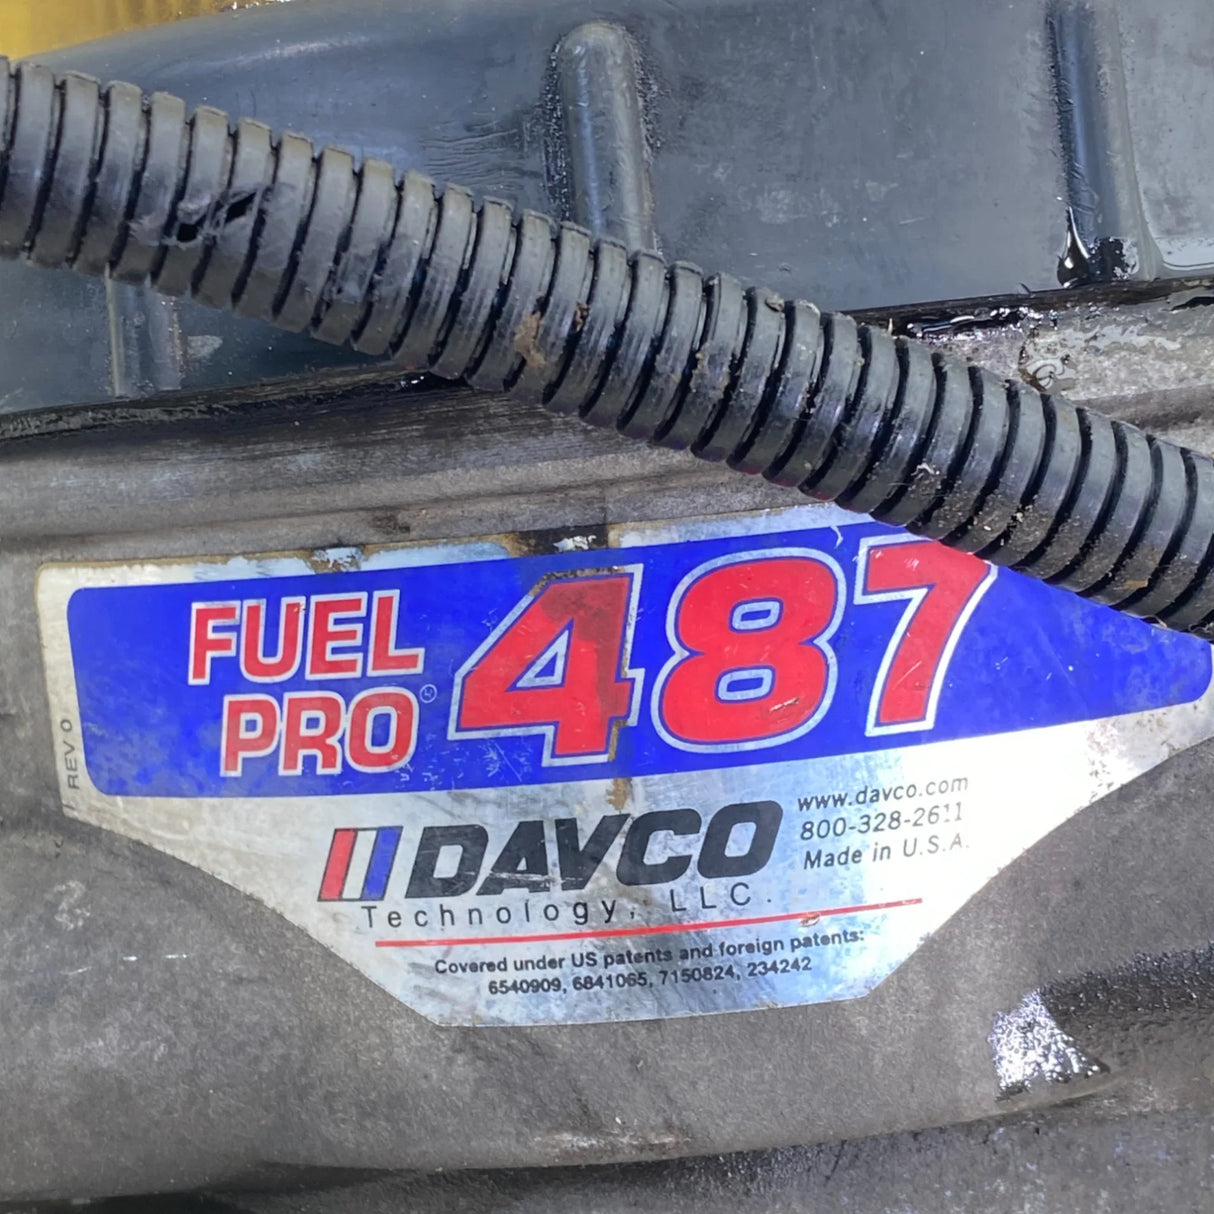 FUEL
PRO® 487
REV 0
DAVCO
Technology, LLC.
www.davco.com
800-328-2611
Made in U.S.A.
Covered under US patents and foreign patents:
6540909, 6841065, 7150824, 234242